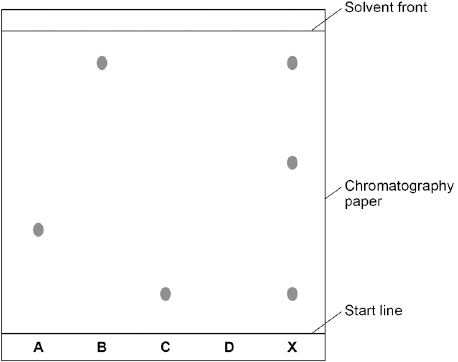 Solvent front
Chromatography
paper
Start line
A B C D X